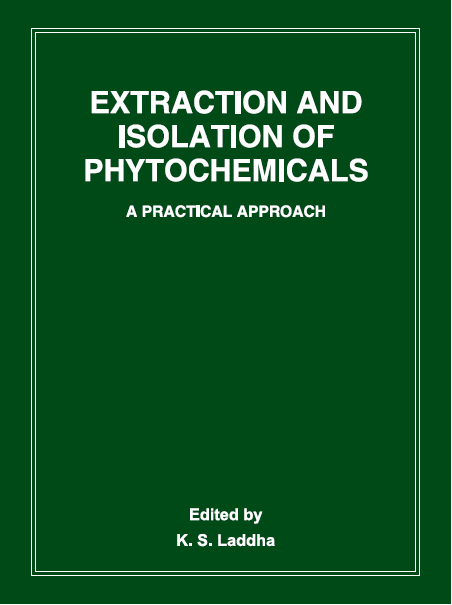 EXTRACTION AND
ISOLATION OF
PHYTOCHEMICALS
A PRACTICAL APPROACH
Edited by
K. S. Laddha